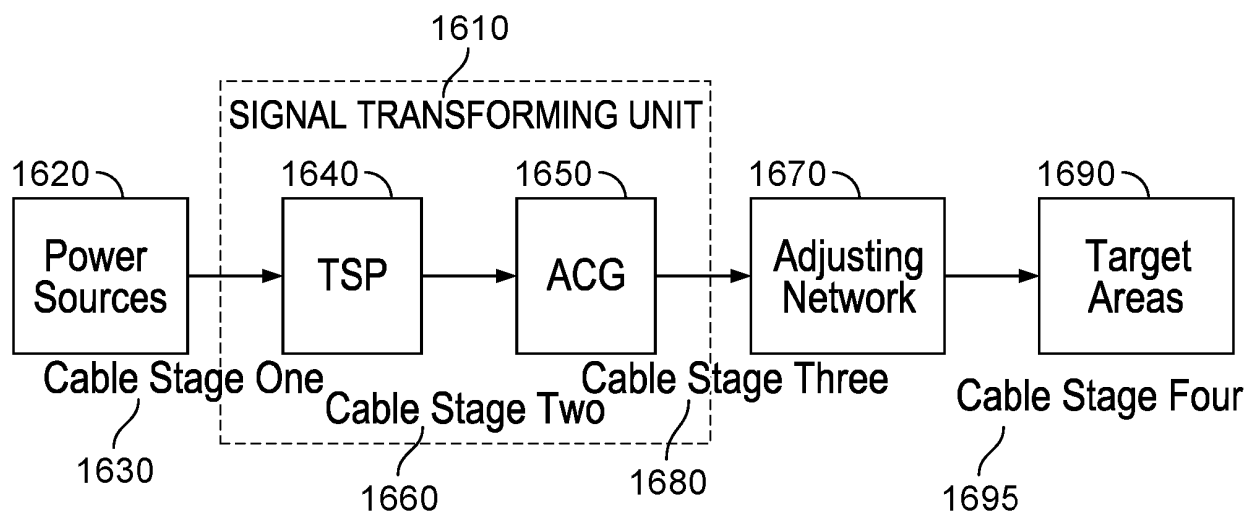 1610
SIGNAL TRANSFORMING UNIT
1620
1640
1650
1670
1690
Power
Sources
TSP
ACG
Adjusting
Network
Target
Areas
Cable Stage One
Cable Stage Two
Cable Stage Three
Cable Stage Four
1630
1660
1680
1695